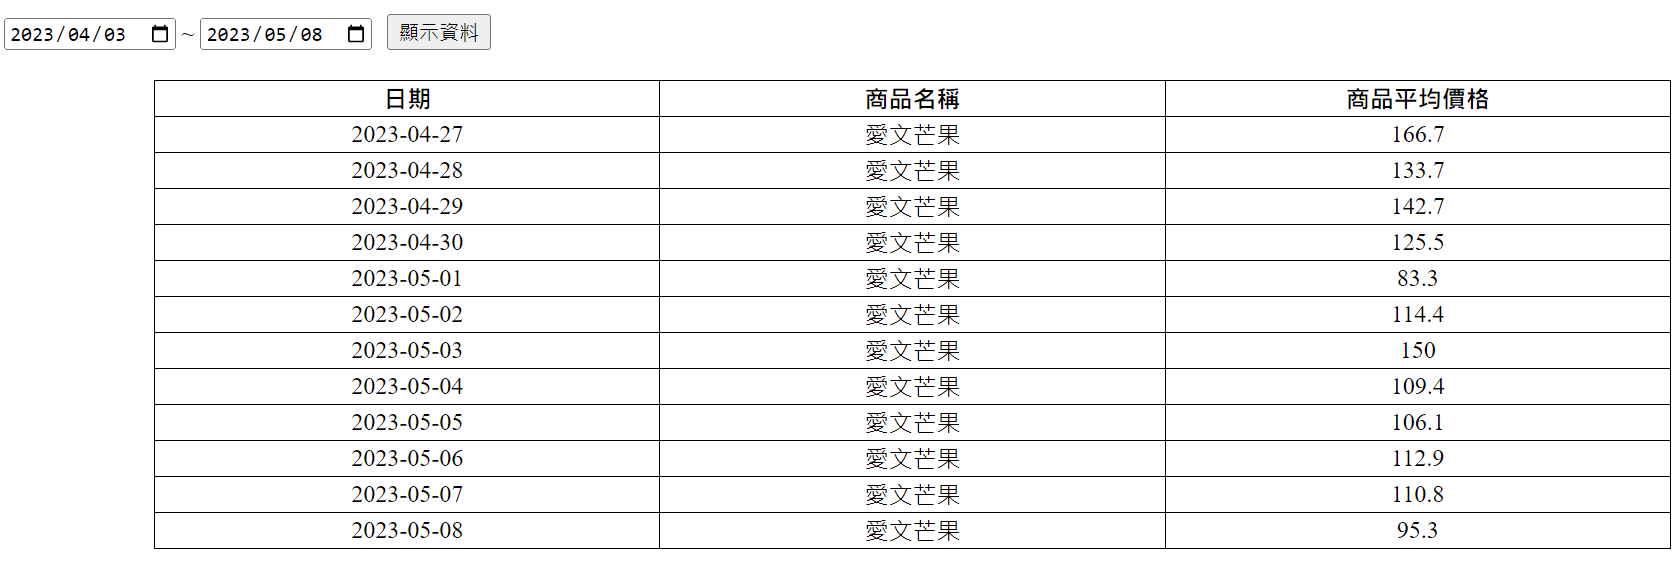 2023/04/03 ~ 2023/05/08 顯示資料
日期 商品名稱 商品平均價格
2023-04-27 愛文芒果 166.7
2023-04-28 愛文芒果 133.7
2023-04-29 愛文芒果 142.7
2023-04-30 愛文芒果 125.5
2023-05-01 愛文芒果 83.3
2023-05-02 愛文芒果 114.4
2023-05-03 愛文芒果 150
2023-05-04 愛文芒果 109.4
2023-05-05 愛文芒果 106.1
2023-05-06 愛文芒果 112.9
2023-05-07 愛文芒果 110.8
2023-05-08 愛文芒果 95.3